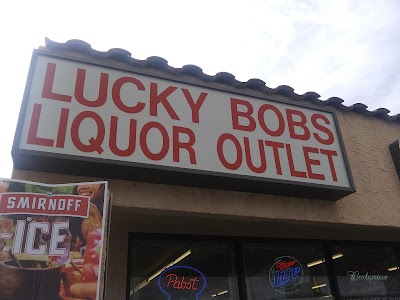 LUCKY BOBS
LIQUOR OUTLET
SMIRNOFF
ICE
Pabst
Miller
Lite
Budweiser